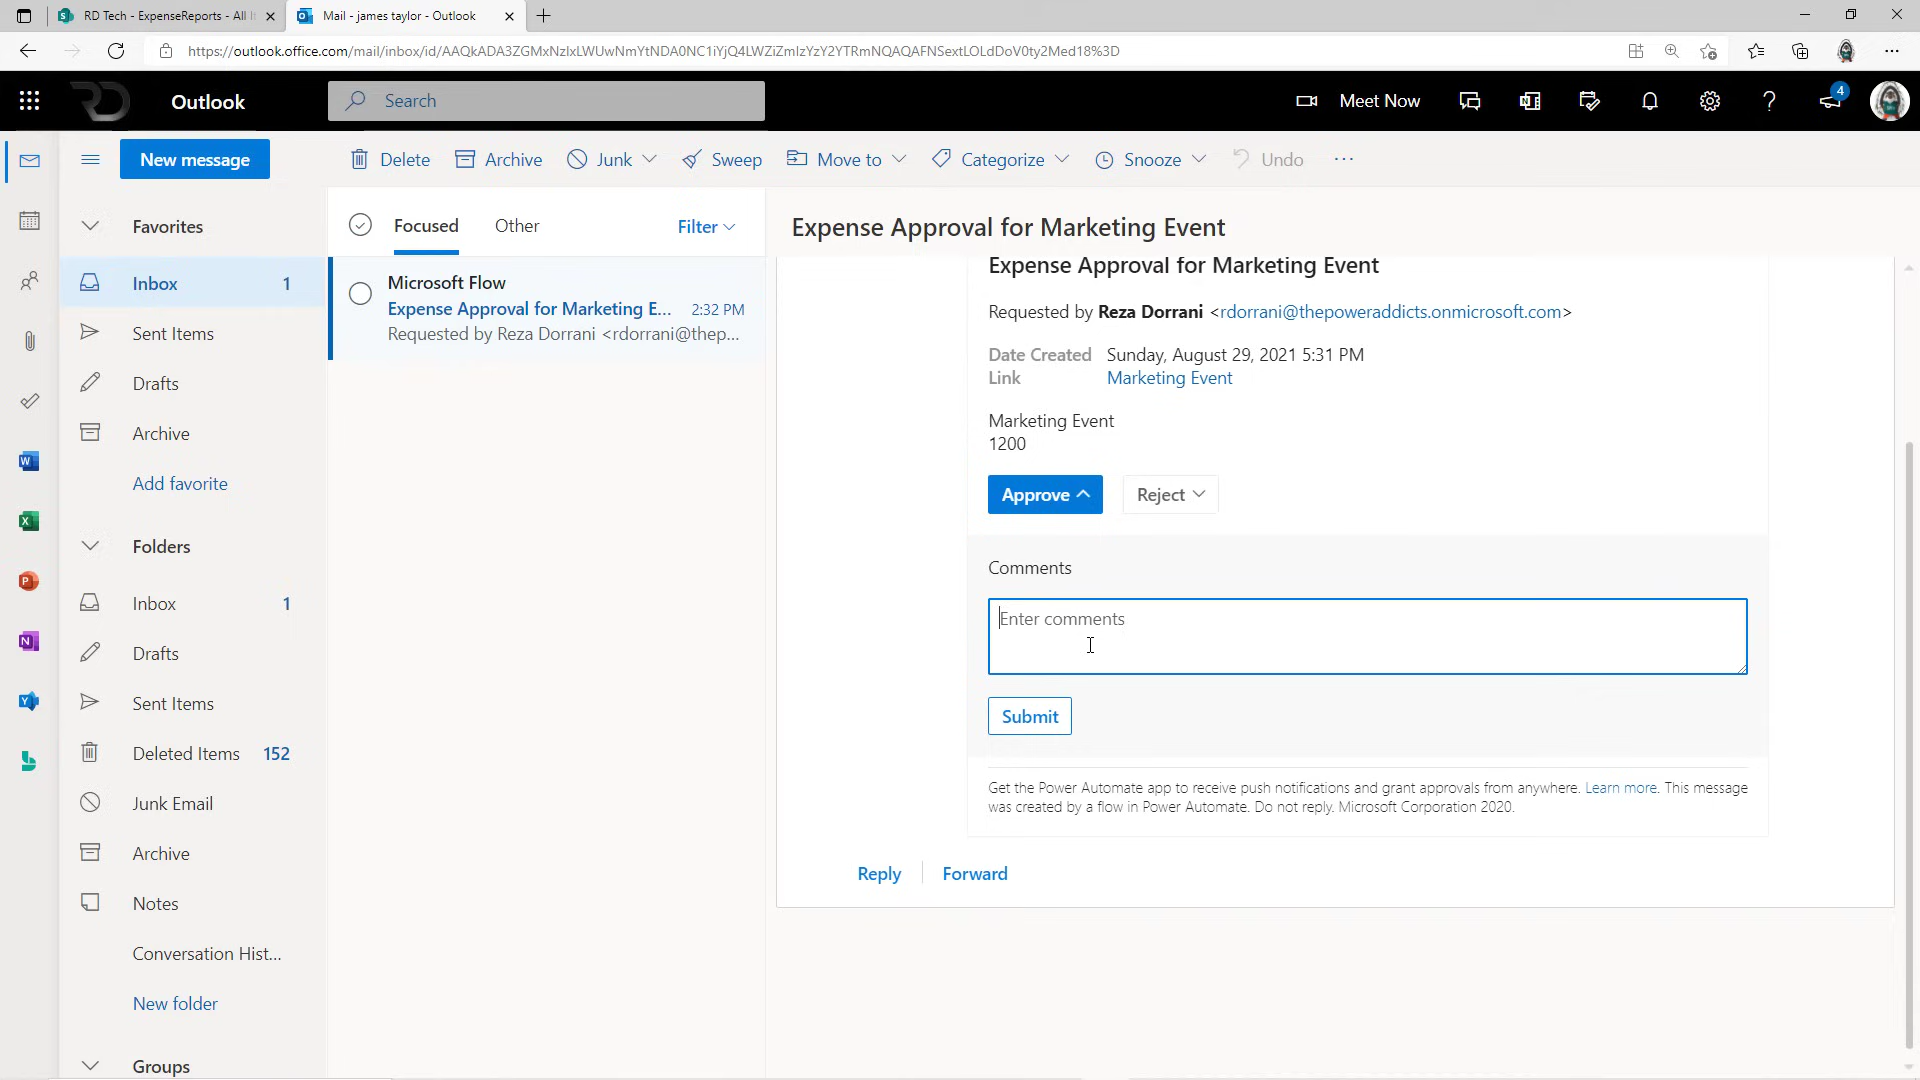 RD Tech - ExpenseReports - All It
Mail - james taylor - Outlook
https://outlook.office.com/mail/inbox/id/AAQkADA3ZGMxNzIxLWUwNmYtNDA0NC1iYjQ4LWZiZmIzYzY2YTRmNQAQAFNSextLOLdDoV0ty2Med18%3D
RD
Outlook
Search
Meet Now
4
New message
Delete
Archive
Junk
Sweep
Move to
Categorize
Snooze
Undo
Favorites
Inbox 1
Sent Items
Drafts
Archive
Add favorite
Folders
Inbox 1
Drafts
Sent Items
Deleted Items 152
Junk Email
Archive
Notes
Conversation Hist...
New folder
Groups
Focused
Other
Filter
Microsoft Flow
Expense Approval for Marketing E... 2:32 PM
Requested by Reza Dorrani <rdorrani@thep...
Expense Approval for Marketing Event
Expense Approval for Marketing Event
Requested by Reza Dorrani <rdorrani@thepoweraddicts.onmicrosoft.com>
Date Created Sunday, August 29, 2021 5:31 PM
Link Marketing Event
Marketing Event
1200
Approve
Reject
Comments
Enter comments
Submit
Get the Power Automate app to receive push notifications and grant approvals from anywhere. Learn more. This message
was created by a flow in Power Automate. Do not reply. Microsoft Corporation 2020.
Reply
Forward